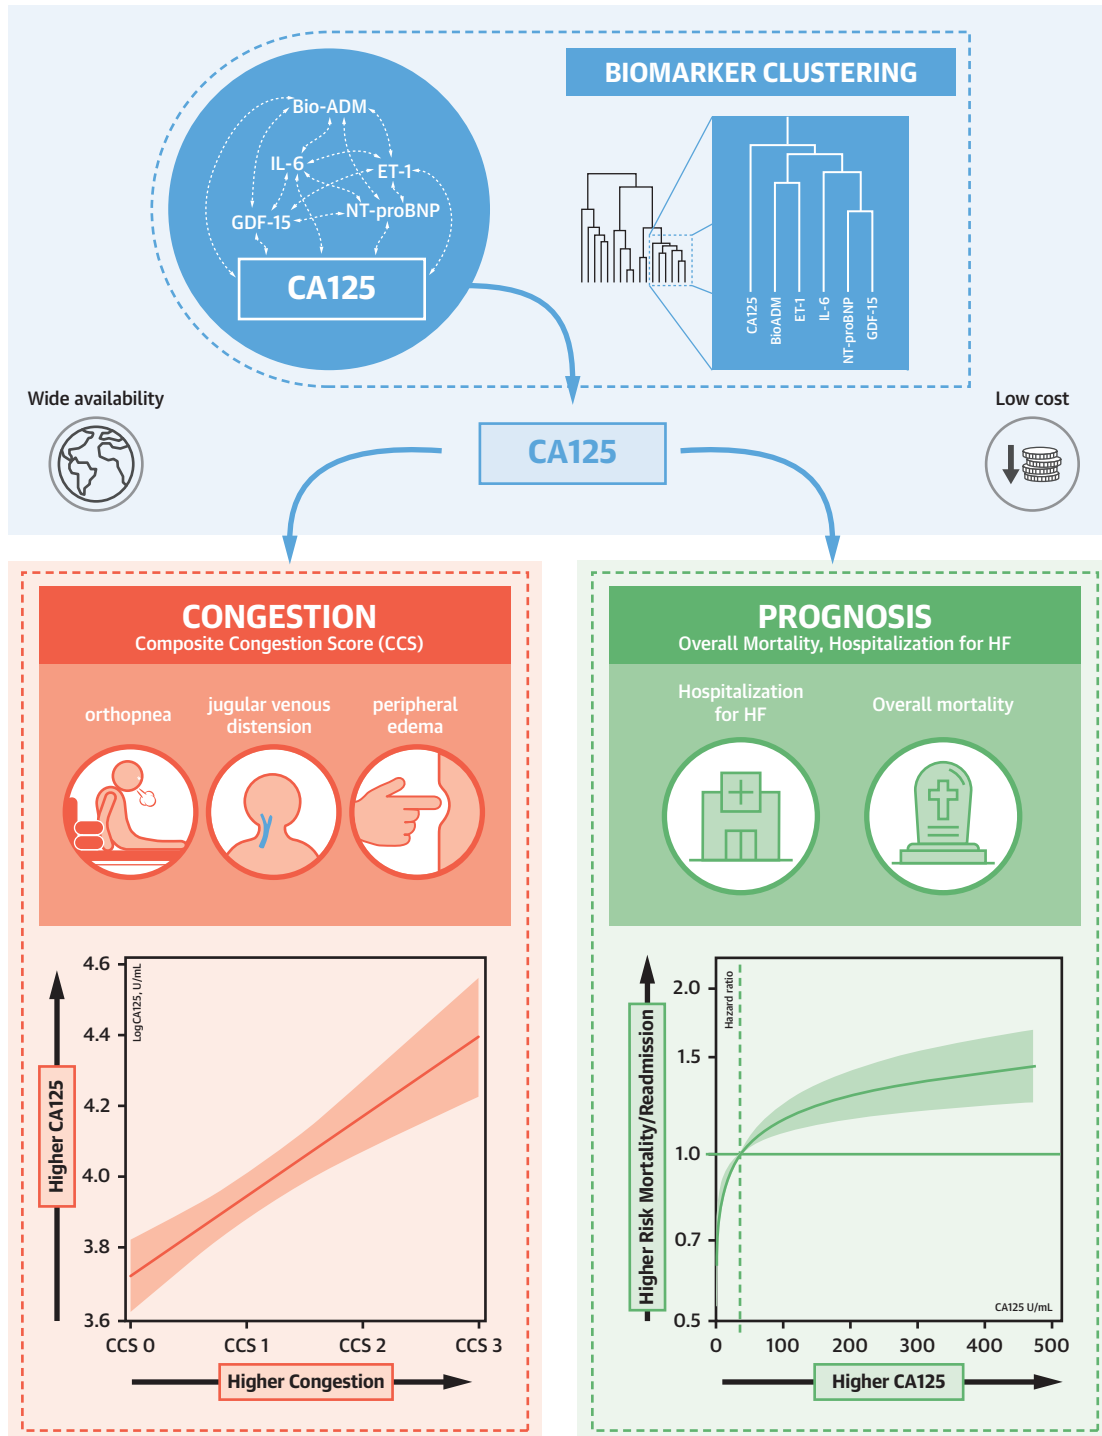 BIOMARKER CLUSTERING
Bio-ADM
IL-6
ET-1
GDF-15
NT-proBNP
CA125
CA125
BioADM
ET-1
IL-6
NT-proBNP
GDF-15
Wide availability
Low cost
CA125
CONGESTION
Composite Congestion Score (CCS)
orthopnea
jugular venous
distension
peripheral
edema
Higher CA125
LogCA125, U/mL
4.6
4.4
4.2
4.0
3.8
3.6
CCS 0
CCS 1
CCS 2
CCS 3
Higher Congestion
PROGNOSIS
Overall Mortality, Hospitalization for HF
Hospitalization
for HF
Overall mortality
Higher Risk Mortality/Readmission
Hazard ratio
2.0
1.5
1.0
0.7
0.5
CA125 U/mL
0
100
200
300
400
500
Higher CA125